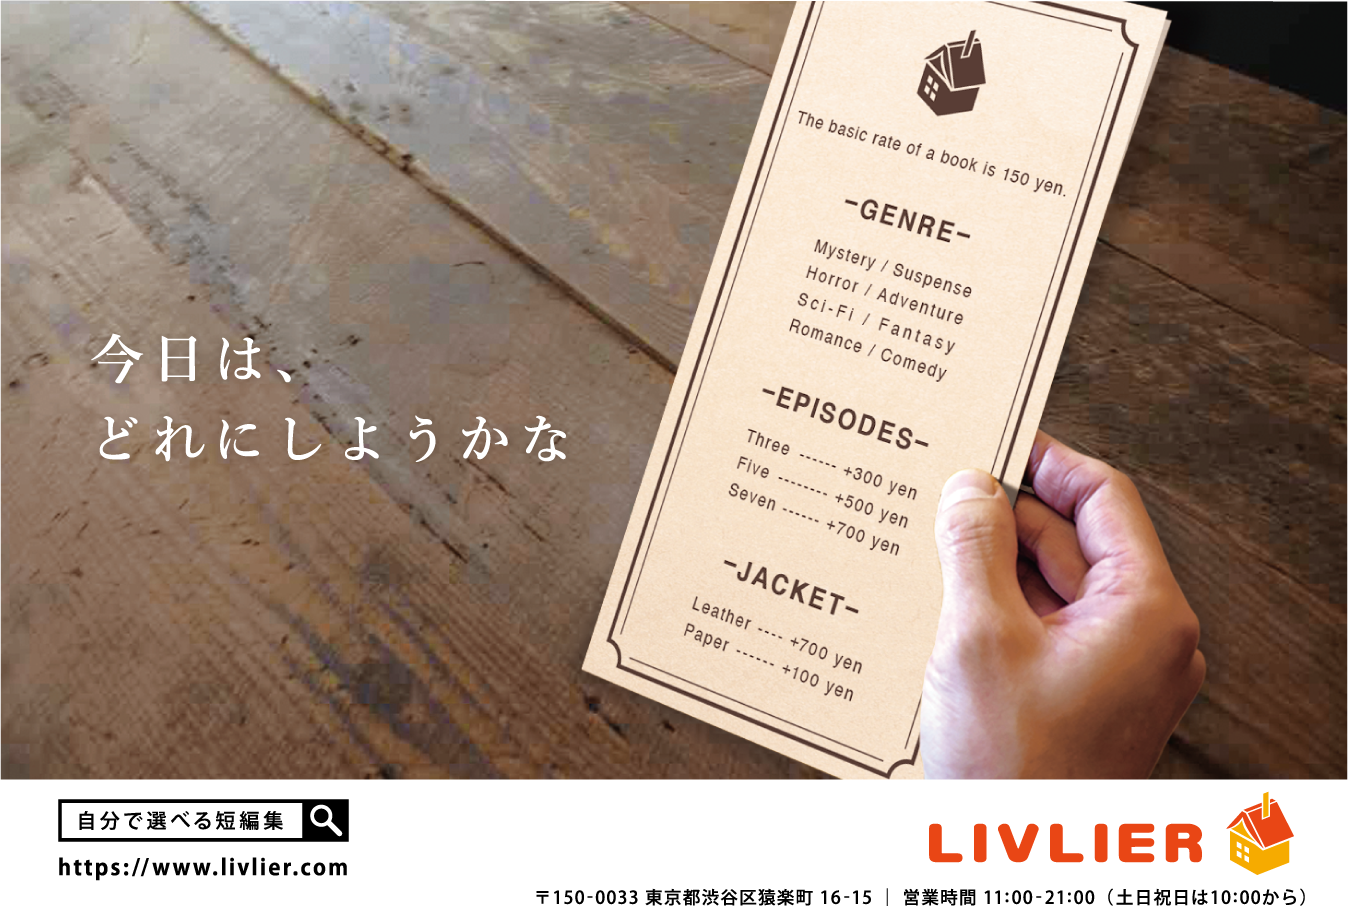 The basic rate of a book is 150 yen.
-GENRE-
Mystery / Suspense
Horror / Adventure
Sci-Fi / Fantasy
Romance / Comedy
-EPISODES-
Three ------ +300 yen
Five ------- +500 yen
Seven ------ +700 yen
-JACKET-
Leather ---- +700 yen
Paper ------ +100 yen
今日は、
どれにしようかな
自分で選べる短編集
https://www.livlier.com
LIVLIER
〒150-0033 東京都渋谷区猿楽町 16-15 ｜ 営業時間 11:00-21:00（土日祝日は10:00から）